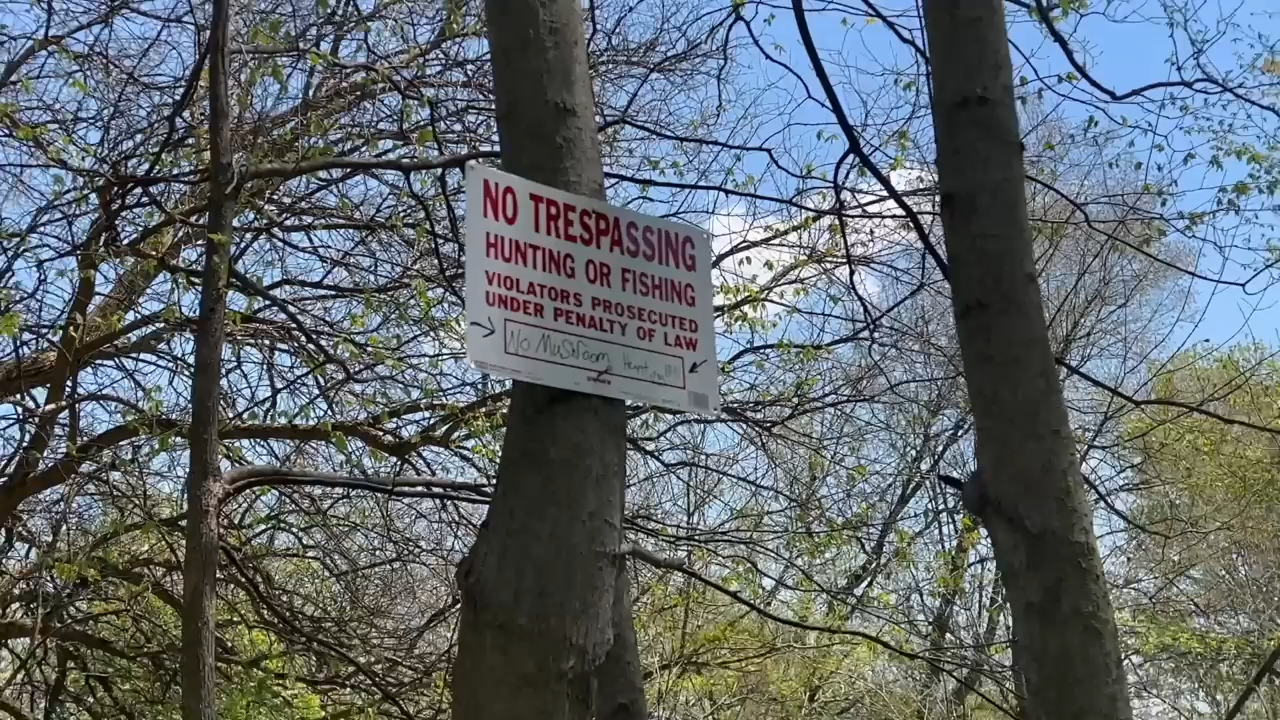 NO TRESPASSING
HUNTING OR FISHING
VIOLATORS PROSECUTED
UNDER PENALTY OF LAW
No Mushroom